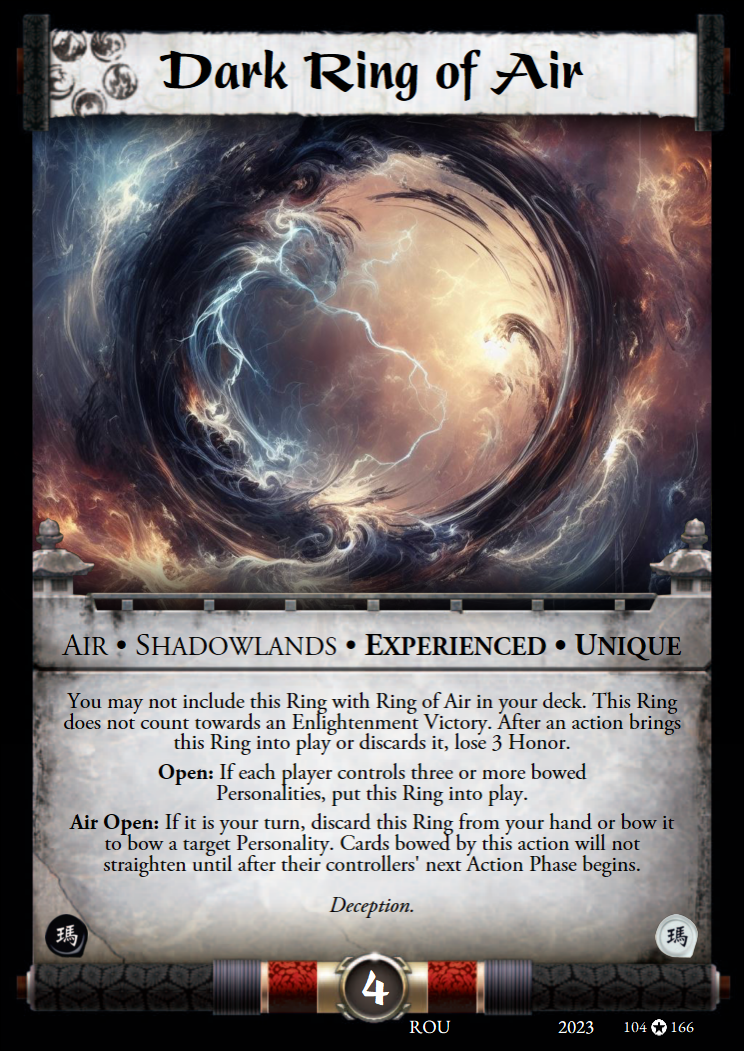 Dark Ring of Air
Air • Shadowlands • Experienced • Unique
You may not include this Ring with Ring of Air in your deck. This Ring
does not count towards an Enlightenment Victory. After an action brings
this Ring into play or discards it, lose 3 Honor.
Open: If each player controls three or more bowed
Personalities, put this Ring into play.
Air Open: If it is your turn, discard this Ring from your hand or bow it
to bow a target Personality. Cards bowed by this action will not
straighten until after their controllers' next Action Phase begins.
Deception.
瑪 瑪
4
ROU 2023 104 ✪ 166